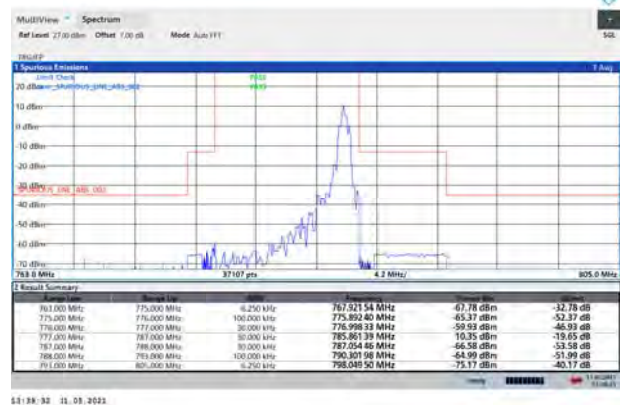 MultiView Spectrum
Ref Level 27.00 dBm Offset 7.00 dB Mode Auto FFT
SGL
1 Spurious Emissions
1 Avg
Limit Check PASS
PASS
20 dBm
10 dBm
0 dBm
-10 dBm
-20 dBm
_SPURIOUS_LINE_ABS_002
-40 dBm
-50 dBm
-60 dBm
-70 dBm
763.0 MHz 37107 pts 4.2 MHz/ 805.0 MHz
2 Result Summary
Range Low Range Up RBW Frequency Power Abs ΔLimit
763.000 MHz 775.000 MHz 6.250 kHz 767.921 54 MHz -67.78 dBm -32.78 dB
775.000 MHz 776.000 MHz 100.000 kHz 775.892 40 MHz -65.37 dBm -52.37 dB
776.000 MHz 777.000 MHz 30.000 kHz 776.998 33 MHz -59.93 dBm -46.93 dB
777.000 MHz 787.000 MHz 30.000 kHz 785.861 39 MHz 10.35 dBm -19.65 dB
787.000 MHz 788.000 MHz 30.000 kHz 787.054 46 MHz -66.58 dBm -53.58 dB
788.000 MHz 793.000 MHz 100.000 kHz 790.301 98 MHz -64.99 dBm -51.99 dB
793.000 MHz 805.000 MHz 6.250 kHz 798.049 50 MHz -75.17 dBm -40.17 dB
13:38:32 11.03.2021